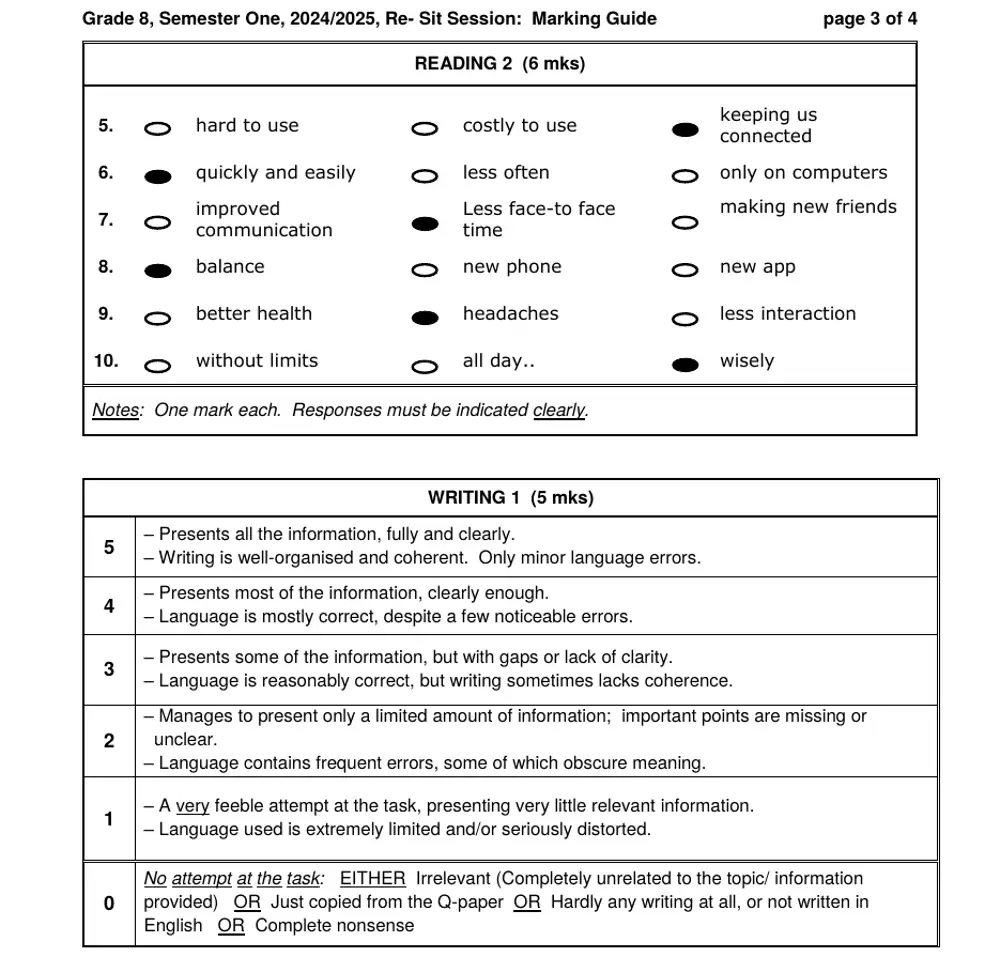 Grade 8, Semester One, 2024/2025, Re- Sit Session:  Marking Guide page 3 of 4
READING 2  (6 mks)
5. hard to use costly to use keeping us connected
6. quickly and easily less often only on computers
7. improved communication Less face-to face time making new friends
8. balance new phone new app
9. better health headaches less interaction
10. without limits all day.. wisely
Notes:  One mark each.  Responses must be indicated clearly.
WRITING 1  (5 mks)
5
– Presents all the information, fully and clearly.
– Writing is well-organised and coherent.  Only minor language errors.
4
– Presents most of the information, clearly enough.
– Language is mostly correct, despite a few noticeable errors.
3
– Presents some of the information, but with gaps or lack of clarity.
– Language is reasonably correct, but writing sometimes lacks coherence.
2
– Manages to present only a limited amount of information;  important points are missing or
unclear.
– Language contains frequent errors, some of which obscure meaning.
1
– A very feeble attempt at the task, presenting very little relevant information.
– Language used is extremely limited and/or seriously distorted.
0
No attempt at the task:   EITHER  Irrelevant (Completely unrelated to the topic/ information
provided)   OR  Just copied from the Q-paper  OR  Hardly any writing at all, or not written in
English   OR  Complete nonsense